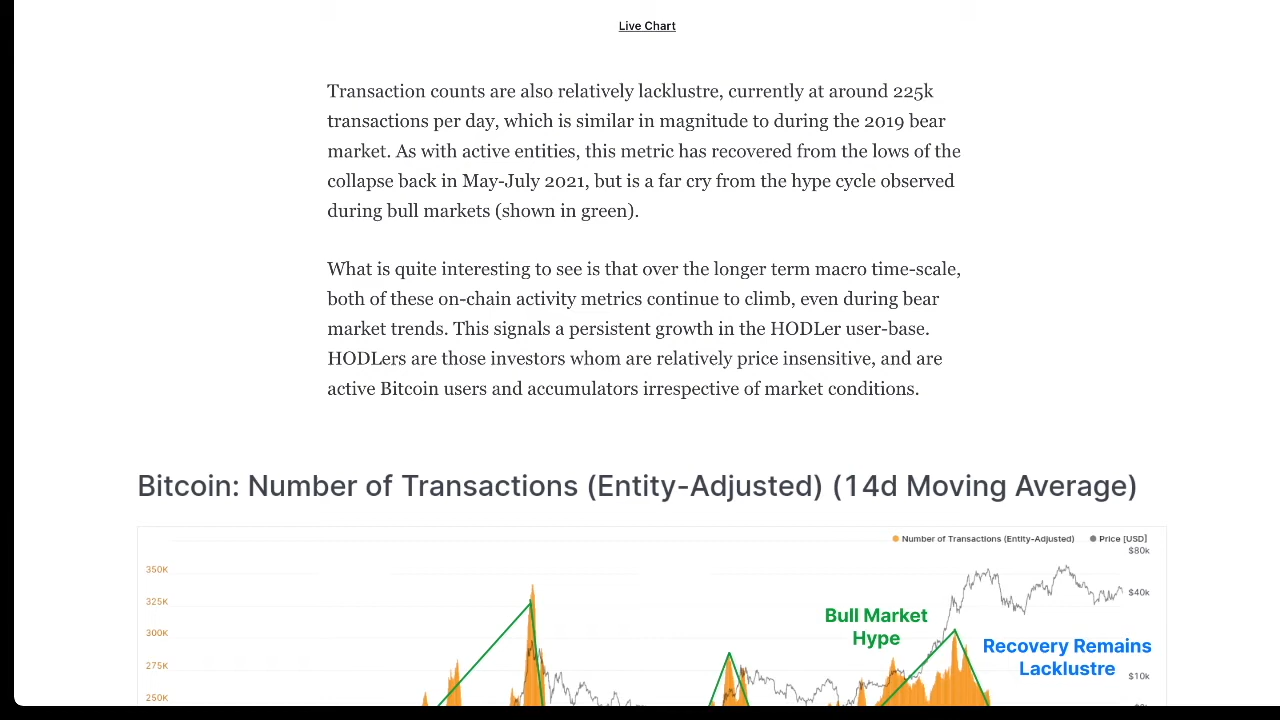 Live Chart
Transaction counts are also relatively lacklustre, currently at around 225k
transactions per day, which is similar in magnitude to during the 2019 bear
market. As with active entities, this metric has recovered from the lows of the
collapse back in May-July 2021, but is a far cry from the hype cycle observed
during bull markets (shown in green).
What is quite interesting to see is that over the longer term macro time-scale,
both of these on-chain activity metrics continue to climb, even during bear
market trends. This signals a persistent growth in the HODLer user-base.
HODLers are those investors whom are relatively price insensitive, and are
active Bitcoin users and accumulators irrespective of market conditions.
Bitcoin: Number of Transactions (Entity-Adjusted) (14d Moving Average)
Number of Transactions (Entity-Adjusted) Price [USD]
$80k
350K
$40k
325K
Bull Market
Hype
300K
Recovery Remains
Lacklustre
275K
$10k
250K